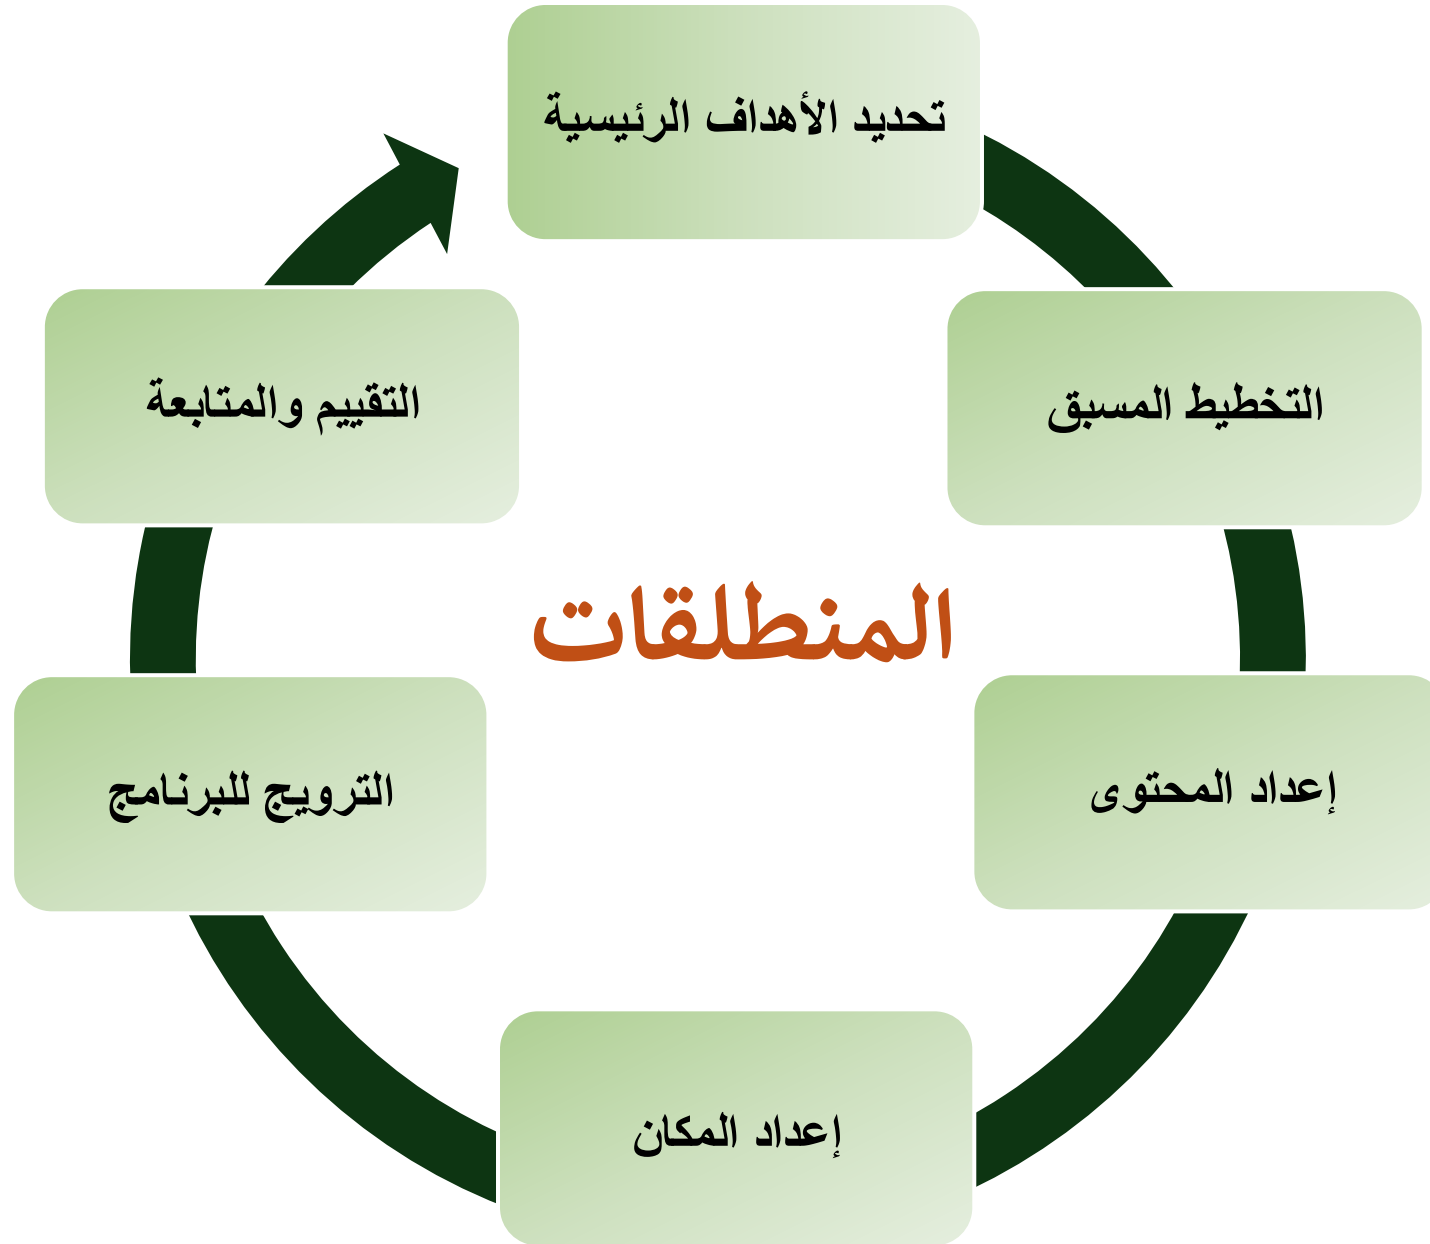 تحديد الأهداف الرئيسية
التخطيط المسبق
إعداد المحتوى
إعداد المكان
الترويج للبرنامج
التقييم والمتابعة
المنطلقات